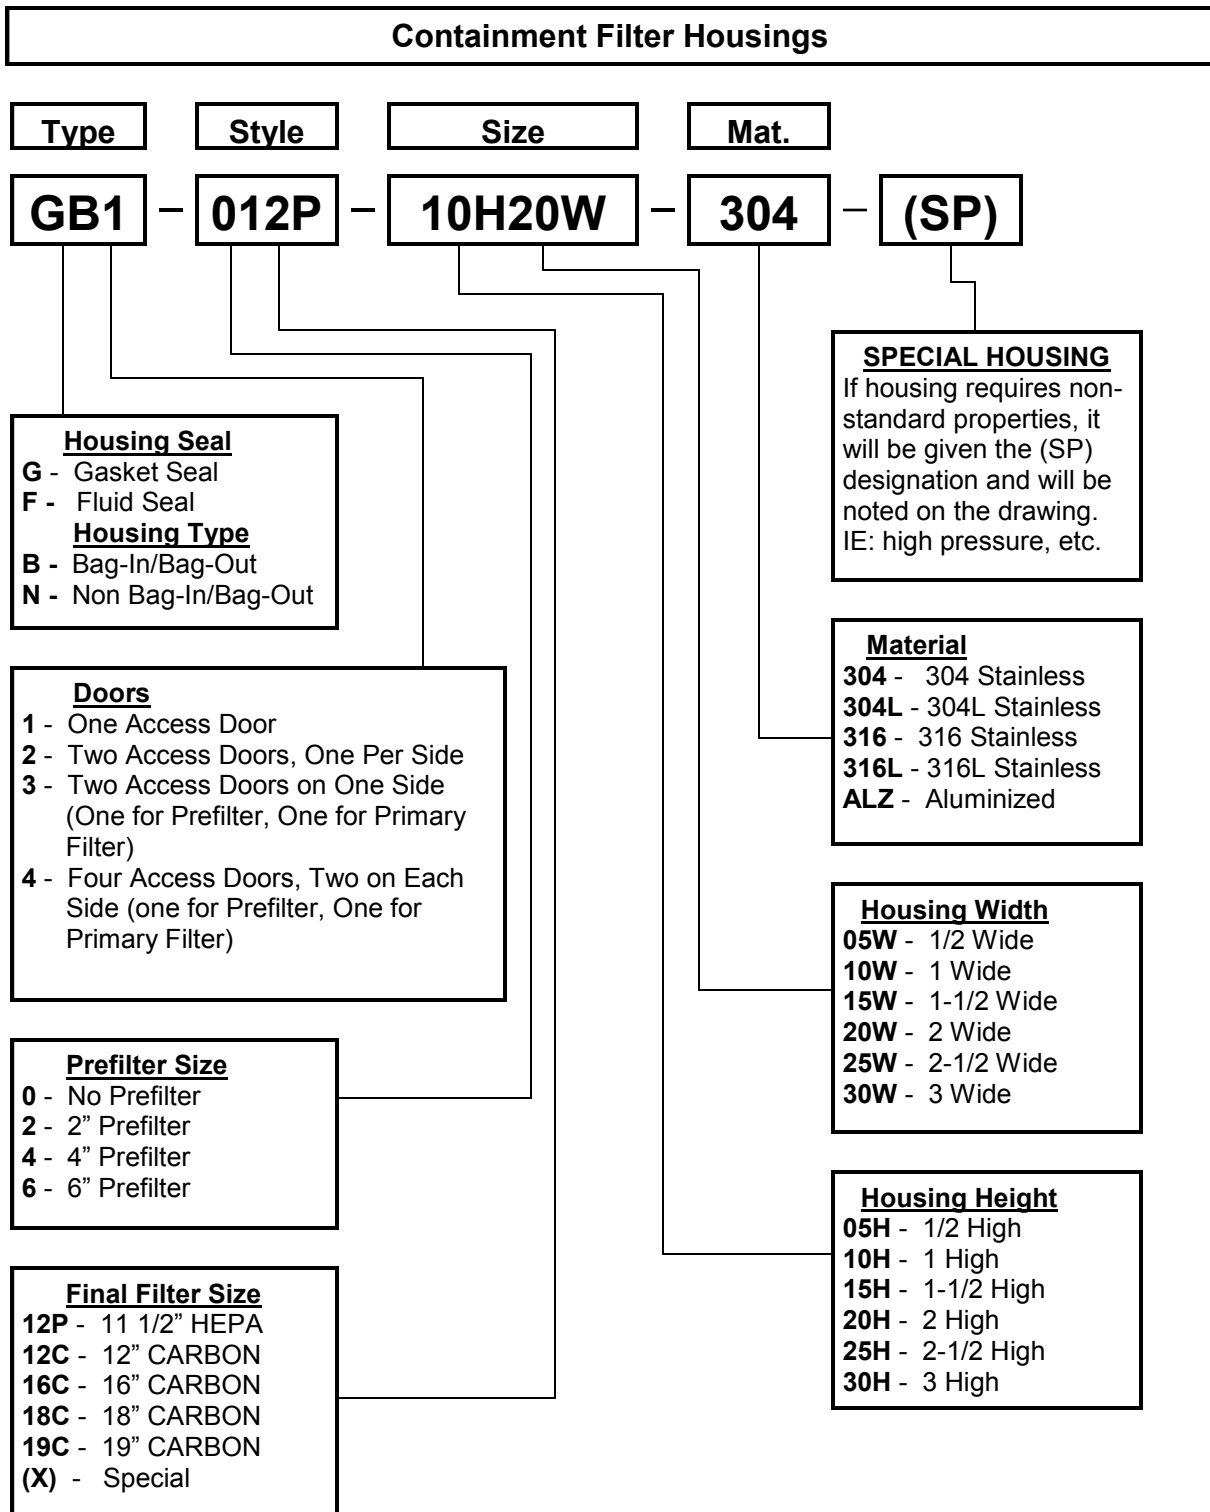 Containment Filter Housings
Type
Style
Size
Mat.
GB1 – 012P – 10H20W – 304 – (SP)
SPECIAL HOUSING
If housing requires non-
standard properties, it
will be given the (SP)
designation and will be
noted on the drawing.
IE: high pressure, etc.
Housing Seal
G - Gasket Seal
F - Fluid Seal
Housing Type
B - Bag-In/Bag-Out
N - Non Bag-In/Bag-Out
Material
304 - 304 Stainless
304L - 304L Stainless
316 - 316 Stainless
316L - 316L Stainless
ALZ - Aluminized
Doors
1 - One Access Door
2 - Two Access Doors, One Per Side
3 - Two Access Doors on One Side
(One for Prefilter, One for Primary
Filter)
4 - Four Access Doors, Two on Each
Side (one for Prefilter, One for
Primary Filter)
Housing Width
05W - 1/2 Wide
10W - 1 Wide
15W - 1-1/2 Wide
20W - 2 Wide
25W - 2-1/2 Wide
30W - 3 Wide
Prefilter Size
0 - No Prefilter
2 - 2” Prefilter
4 - 4” Prefilter
6 - 6” Prefilter
Housing Height
05H - 1/2 High
10H - 1 High
15H - 1-1/2 High
20H - 2 High
25H - 2-1/2 High
30H - 3 High
Final Filter Size
12P - 11 1/2” HEPA
12C - 12” CARBON
16C - 16” CARBON
18C - 18” CARBON
19C - 19” CARBON
(X) - Special